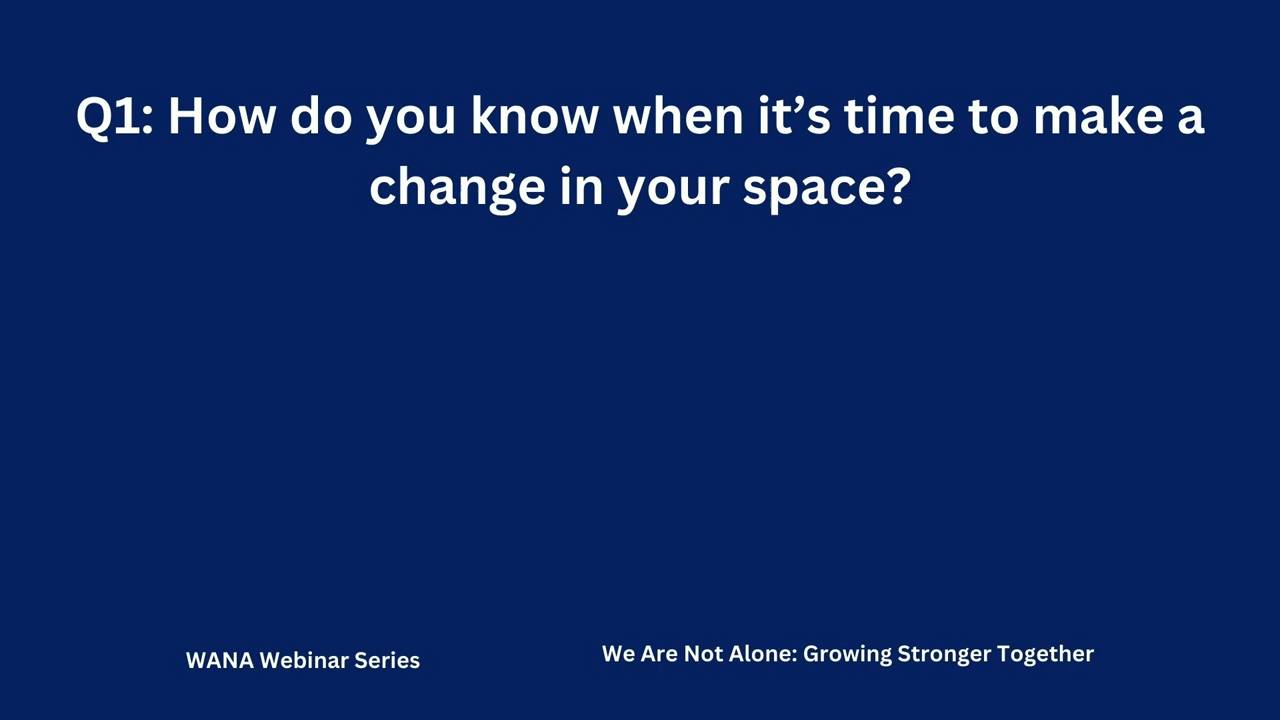 Q1: How do you know when it’s time to make a
change in your space?
WANA Webinar Series
We Are Not Alone: Growing Stronger Together